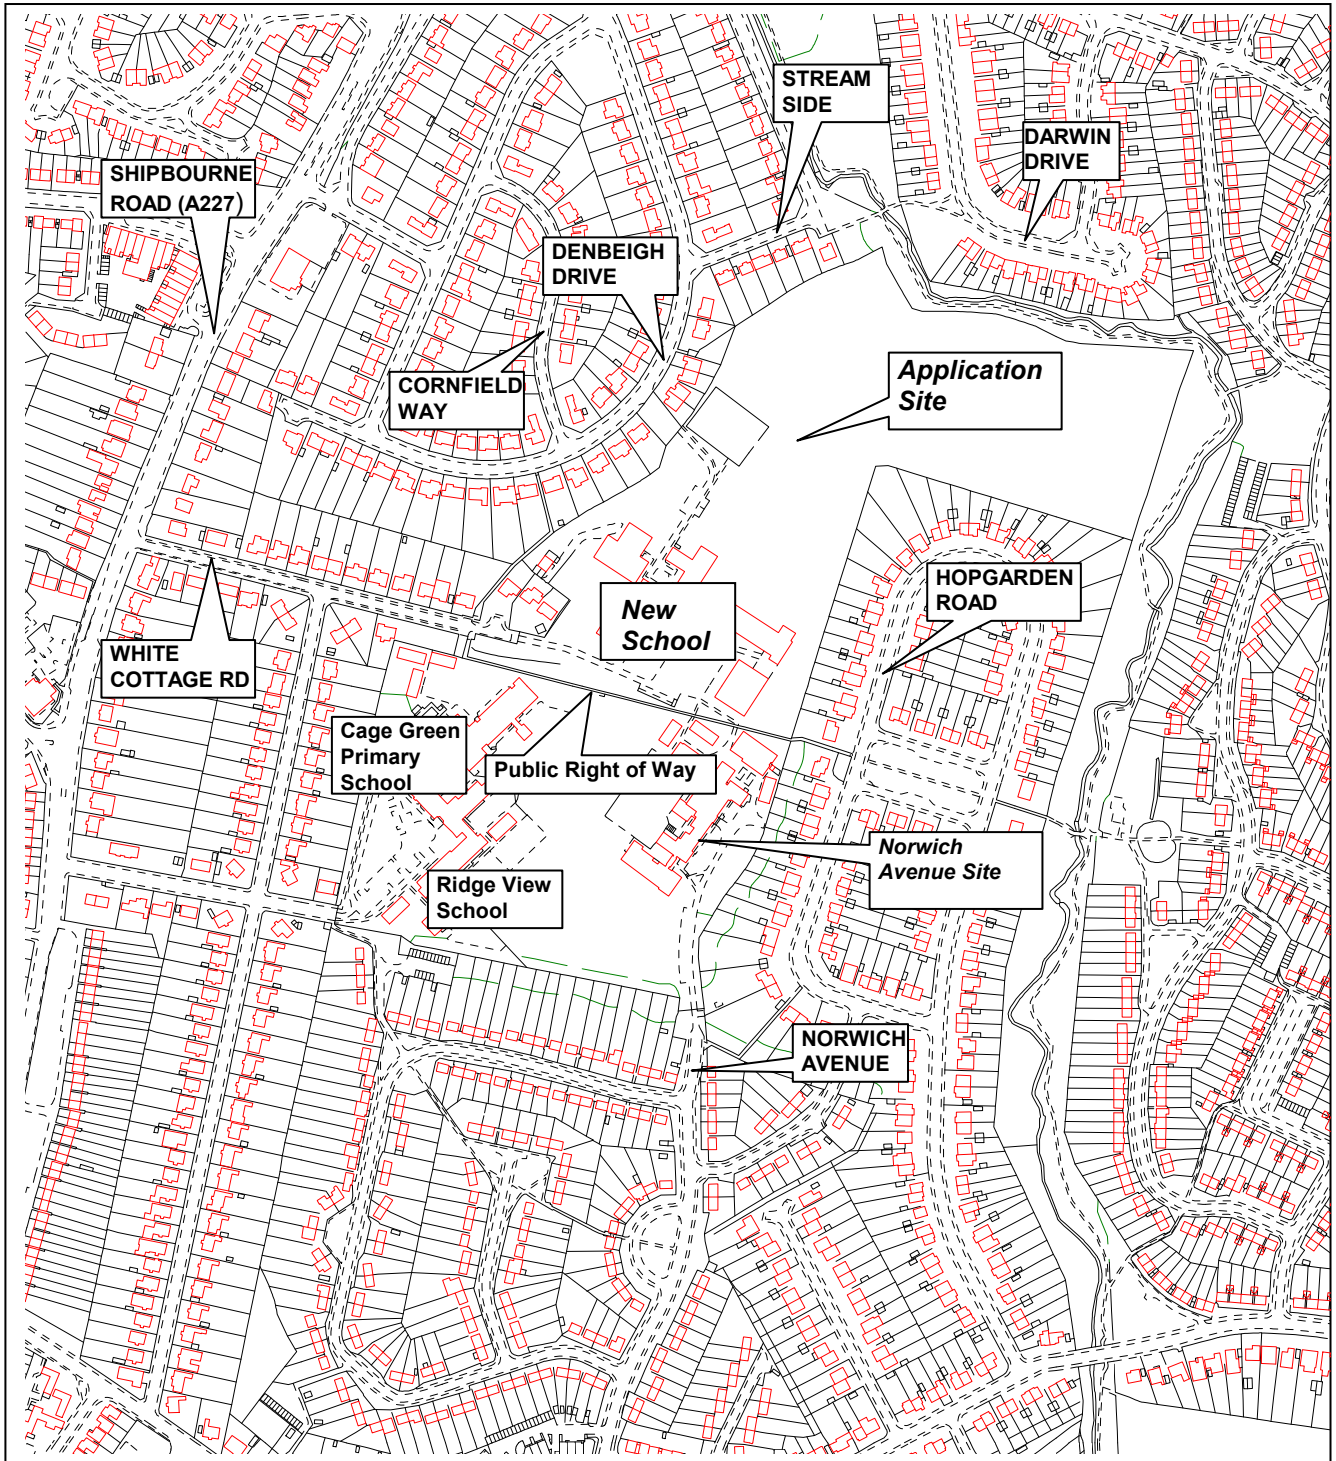 STREAM
SIDE
DARWIN
DRIVE
SHIPBOURNE
ROAD (A227)
DENBEIGH
DRIVE
Application
Site
CORNFIELD
WAY
HOPGARDEN
ROAD
New
School
WHITE
COTTAGE RD
Cage Green
Primary
School
Public Right of Way
Norwich
Avenue Site
Ridge View
School
NORWICH
AVENUE